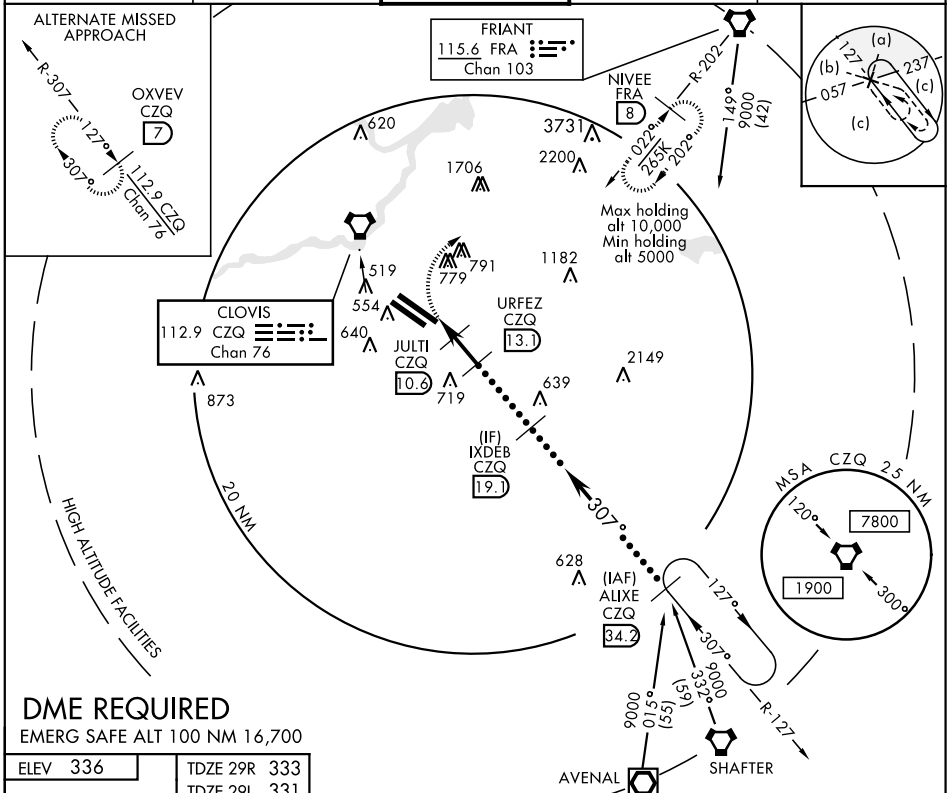 ALTERNATE MISSED
APPROACH
R-307
OXVEV
CZQ
7
127°
307°
112.9 CZQ
Chan 76
FRIANT
115.6 FRA
Chan 103
NIVEE
FRA
8
R-202
022°
265K
202°
149°
9000
(42)
Max holding
alt 10,000
Min holding
alt 5000
(a)
127
(b)
237
(c)
057
(c)
620
3731
2200
1706
791
779
1182
519
554
640
CLOVIS
112.9 CZQ
Chan 76
URFEZ
CZQ
13.1
JULTI
CZQ
10.6
719
639
2149
873
(IF)
IXDEB
CZQ
19.1
20 NM
HIGH ALTITUDE FACILITIES
307°
628
(IAF)
ALIXE
CZQ
34.2
127°
307°
R-127
9000
332°
(59)
9000
015°
(55)
MSA CZQ 25 NM
120°
7800
1900
300°
SHAFTER
AVENAL
DME REQUIRED
EMERG SAFE ALT 100 NM 16,700
ELEV 336
TDZE 29R 333
TDZE 29L 331